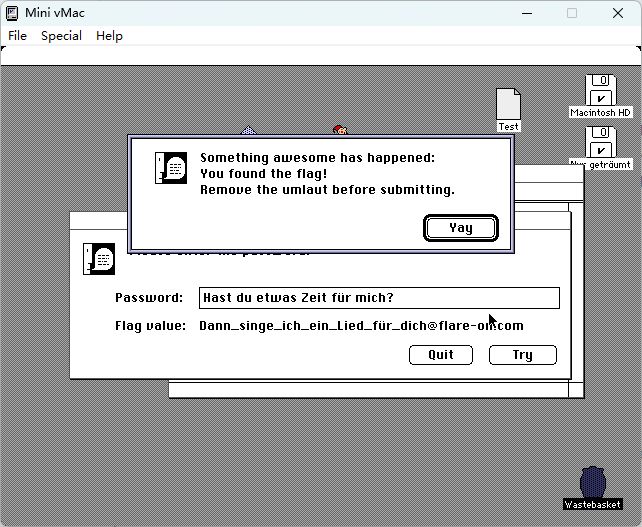 Mini vMac
File Special Help
Macintosh HD
Test
Nur geträumt
Something awesome has happened:
You found the flag!
Remove the umlaut before submitting.
Yay
Password: Hast du etwas Zeit für mich?
Flag value: Dann_singe_ich_ein_Lied_für_dich@flare-on.com
Quit Try
Wastebasket